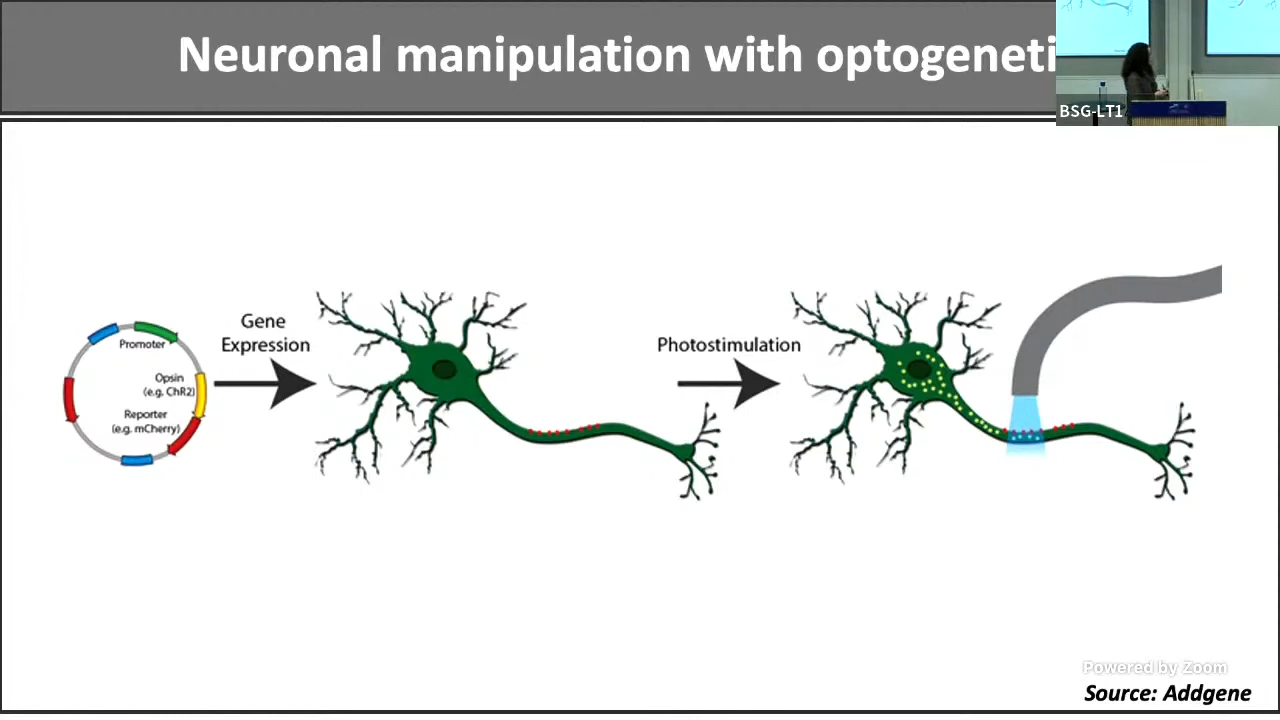 Neuronal manipulation with optogeneti
BSG-LT1
Promoter
Opsin
(e.g. ChR2)
Reporter
(e.g. mCherry)
Gene
Expression
Photostimulation
Powered by Zoom
Source: Addgene